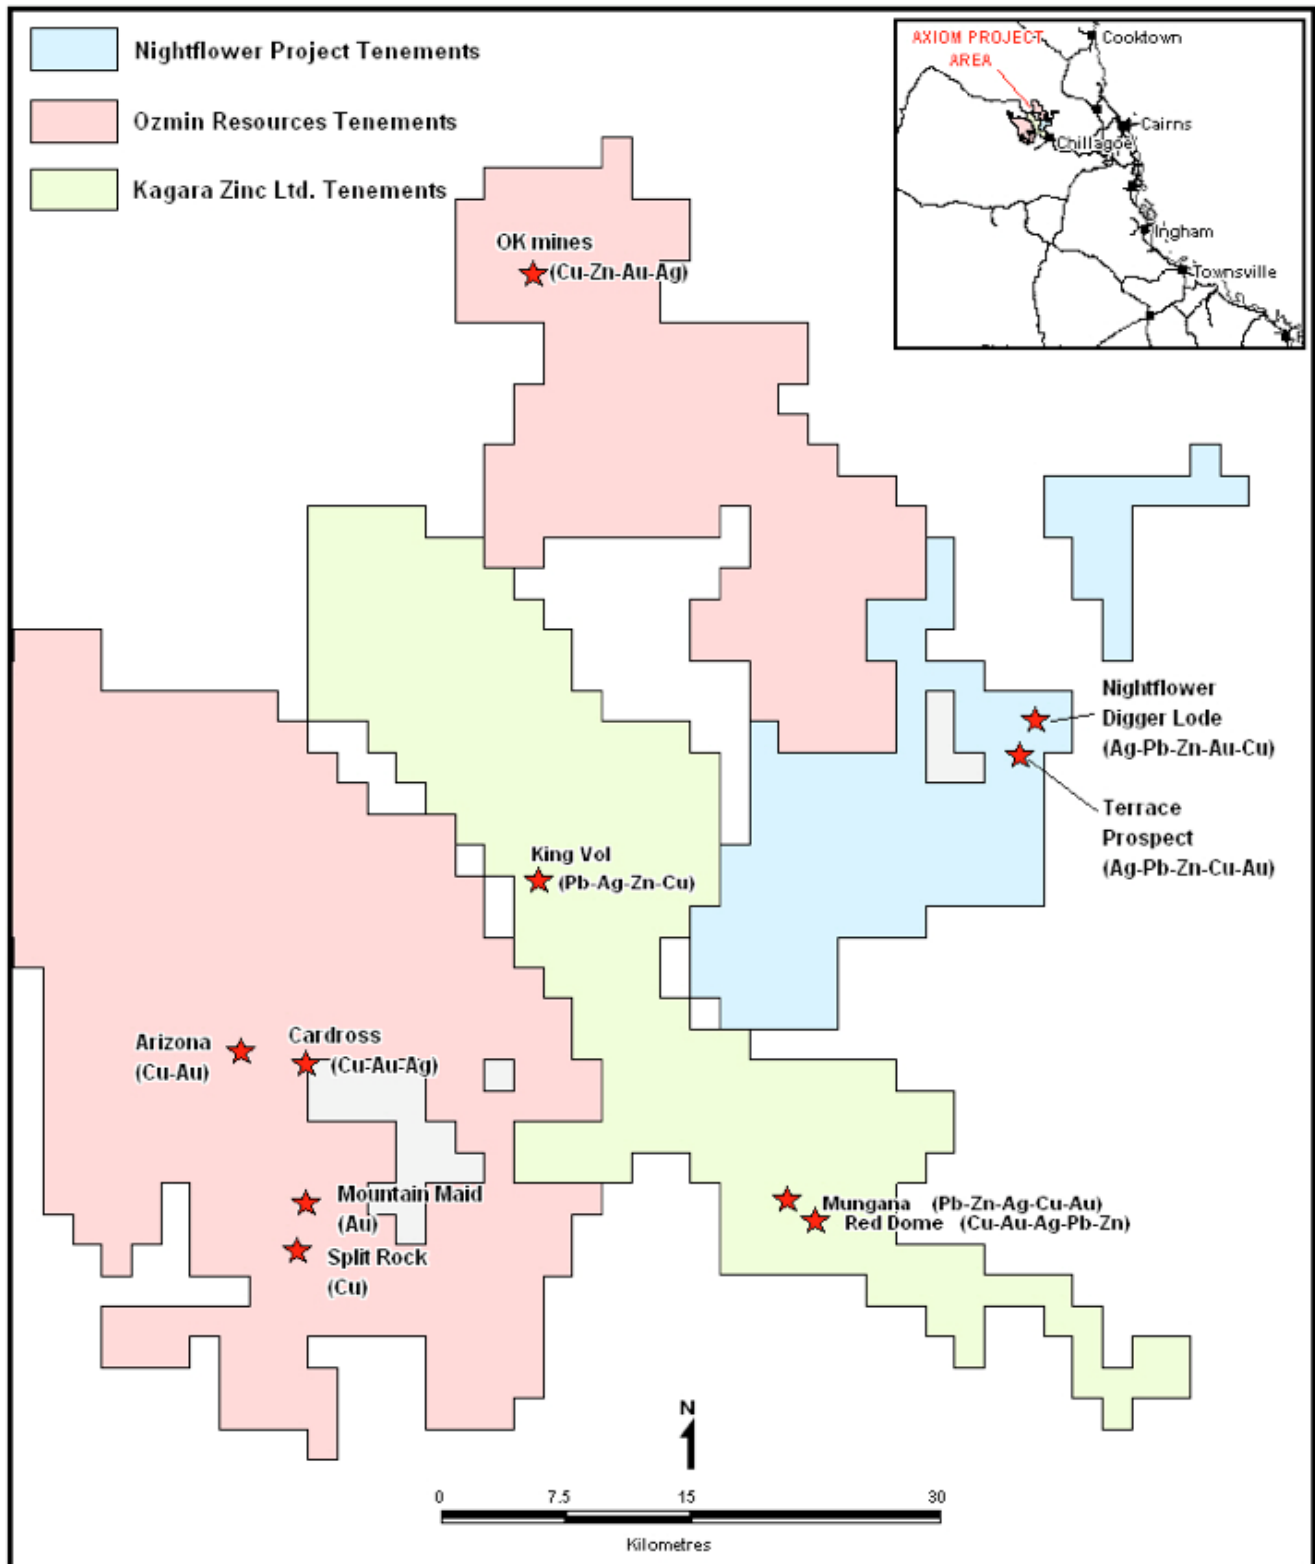 Nightflower Project Tenements
Ozmin Resources Tenements
Kagara Zinc Ltd. Tenements
AXIOM PROJECT
AREA
Cooktown
Cairns
Chillagoe
Ingham
Townsville
OK mines
(Cu-Zn-Au-Ag)
Nightflower
Digger Lode
(Ag-Pb-Zn-Au-Cu)
Terrace
Prospect
(Ag-Pb-Zn-Cu-Au)
King Vol
(Pb-Ag-Zn-Cu)
Arizona
(Cu-Au)
Cardross
(Cu-Au-Ag)
Mountain Maid
(Au)
Split Rock
(Cu)
Mungana (Pb-Zn-Ag-Cu-Au)
Red Dome (Cu-Au-Ag-Pb-Zn)
N
0 7.5 15 30
Kilometres